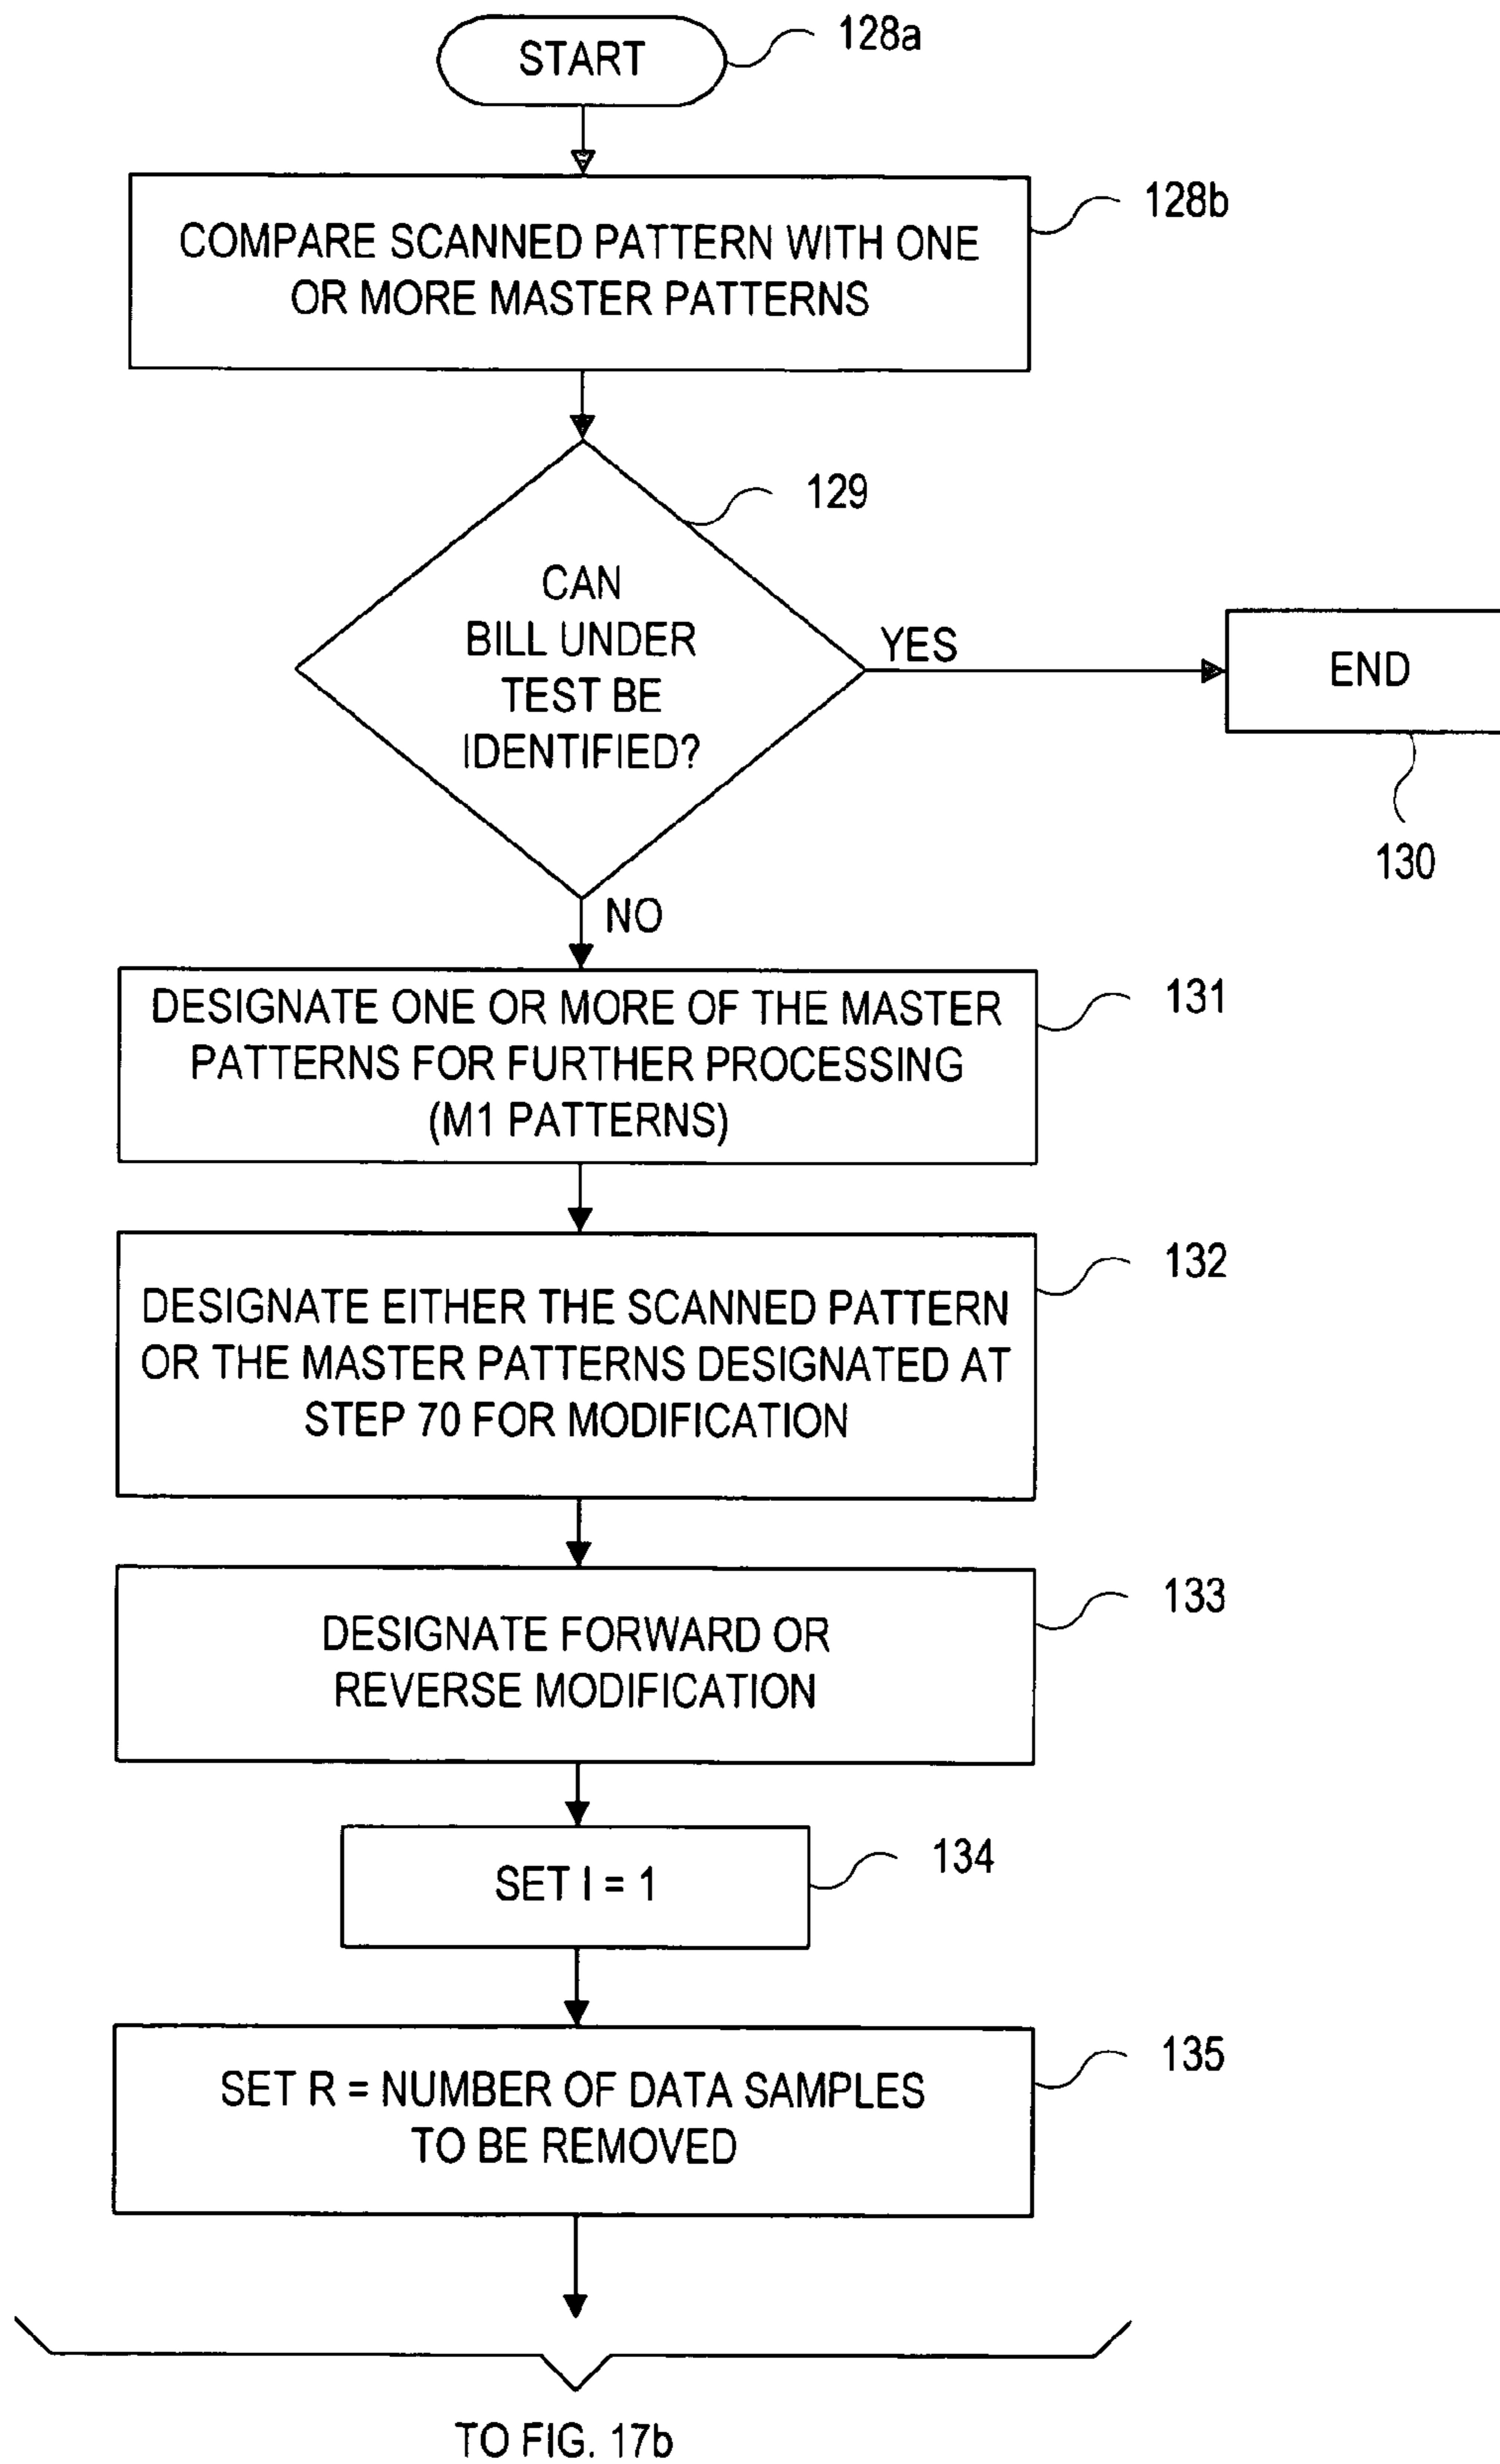 START
128a
COMPARE SCANNED PATTERN WITH ONE
OR MORE MASTER PATTERNS
128b
CAN
BILL UNDER
TEST BE
IDENTIFIED?
129
YES
END
130
NO
DESIGNATE ONE OR MORE OF THE MASTER
PATTERNS FOR FURTHER PROCESSING
(M1 PATTERNS)
131
DESIGNATE EITHER THE SCANNED PATTERN
OR THE MASTER PATTERNS DESIGNATED AT
STEP 70 FOR MODIFICATION
132
DESIGNATE FORWARD OR
REVERSE MODIFICATION
133
SET I = 1
134
SET R = NUMBER OF DATA SAMPLES
TO BE REMOVED
135
TO FIG. 17b